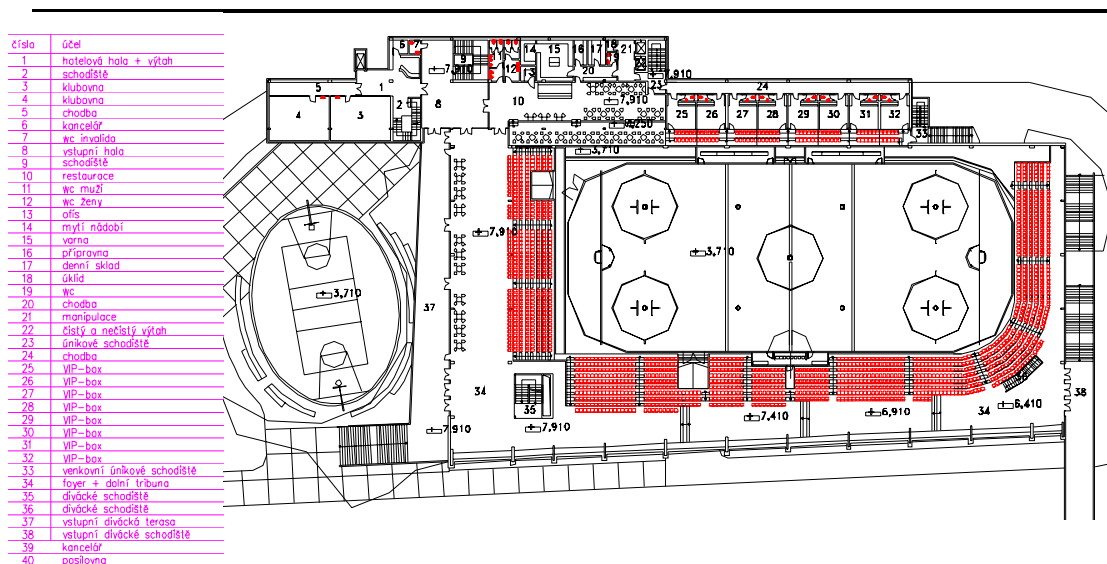 číslo účel
1 hotelová hala + výtah
2 schodiště
3 klubovna
4 klubovna
5 chodba
6 kancelář
7 wc invalida
8 vstupní hala
9 schodiště
10 restaurace
11 wc muži
12 wc ženy
13 ofis
14 mytí nádobí
15 varna
16 přípravna
17 denní sklad
18 úklid
19 wc
20 chodba
21 manipulace
22 čistý a nečistý výtah
23 únikové schodiště
24 chodba
25 VIP-box
26 VIP-box
27 VIP-box
28 VIP-box
29 VIP-box
30 VIP-box
31 VIP-box
32 VIP-box
33 venkovní únikové schodiště
34 foyer + dolní tribuna
35 divácké schodiště
36 divácké schodiště
37 vstupní divácká terasa
38 vstupní divácké schodiště
39 kancelář
40 posilovna
6 7 9 14 15 16 17 18 21
7,910 12 13 20 23
5 1 24
4 3 2 8 10 7,910
25 26 27 28 29 30 31 32 33
3,710
7,910
3,710
3,710
37
34 35 34 38
7,910 7,910 7,410 6,910 6,410